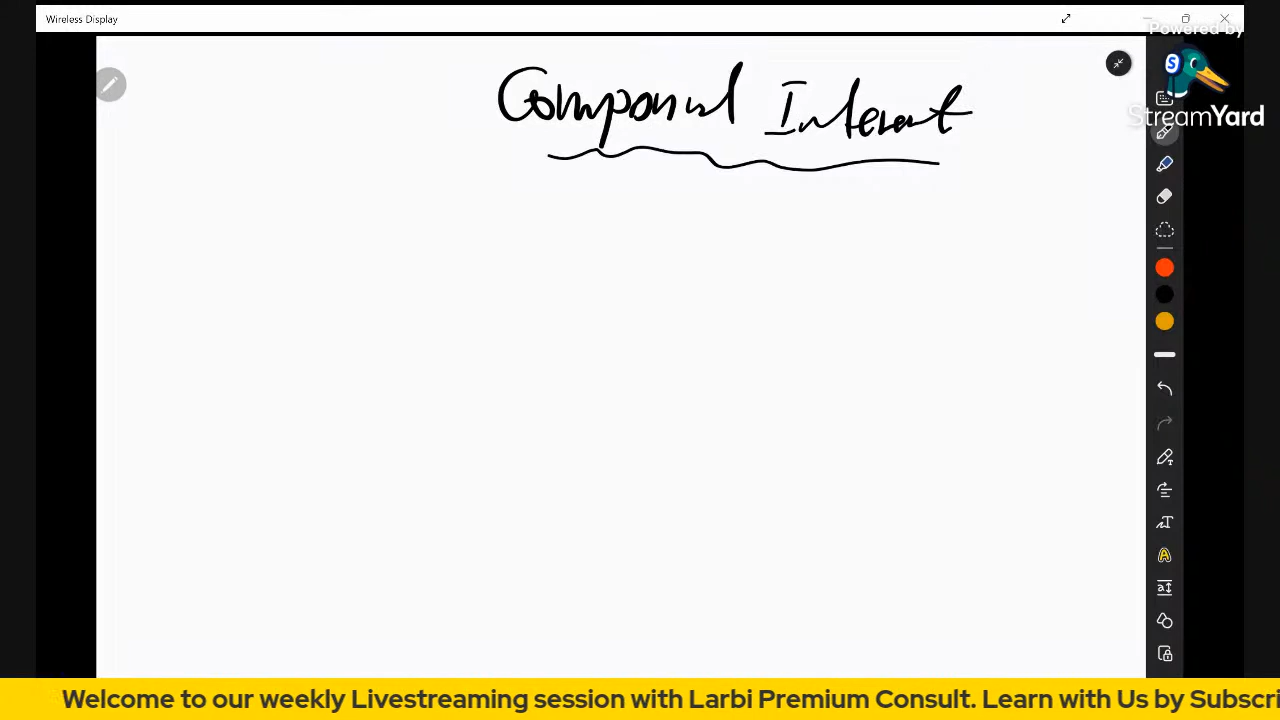 Wireless Display
Powered by
StreamYard
Compound Interest
Welcome to our weekly Livestreaming session with Larbi Premium Consult. Learn with Us by Subscri